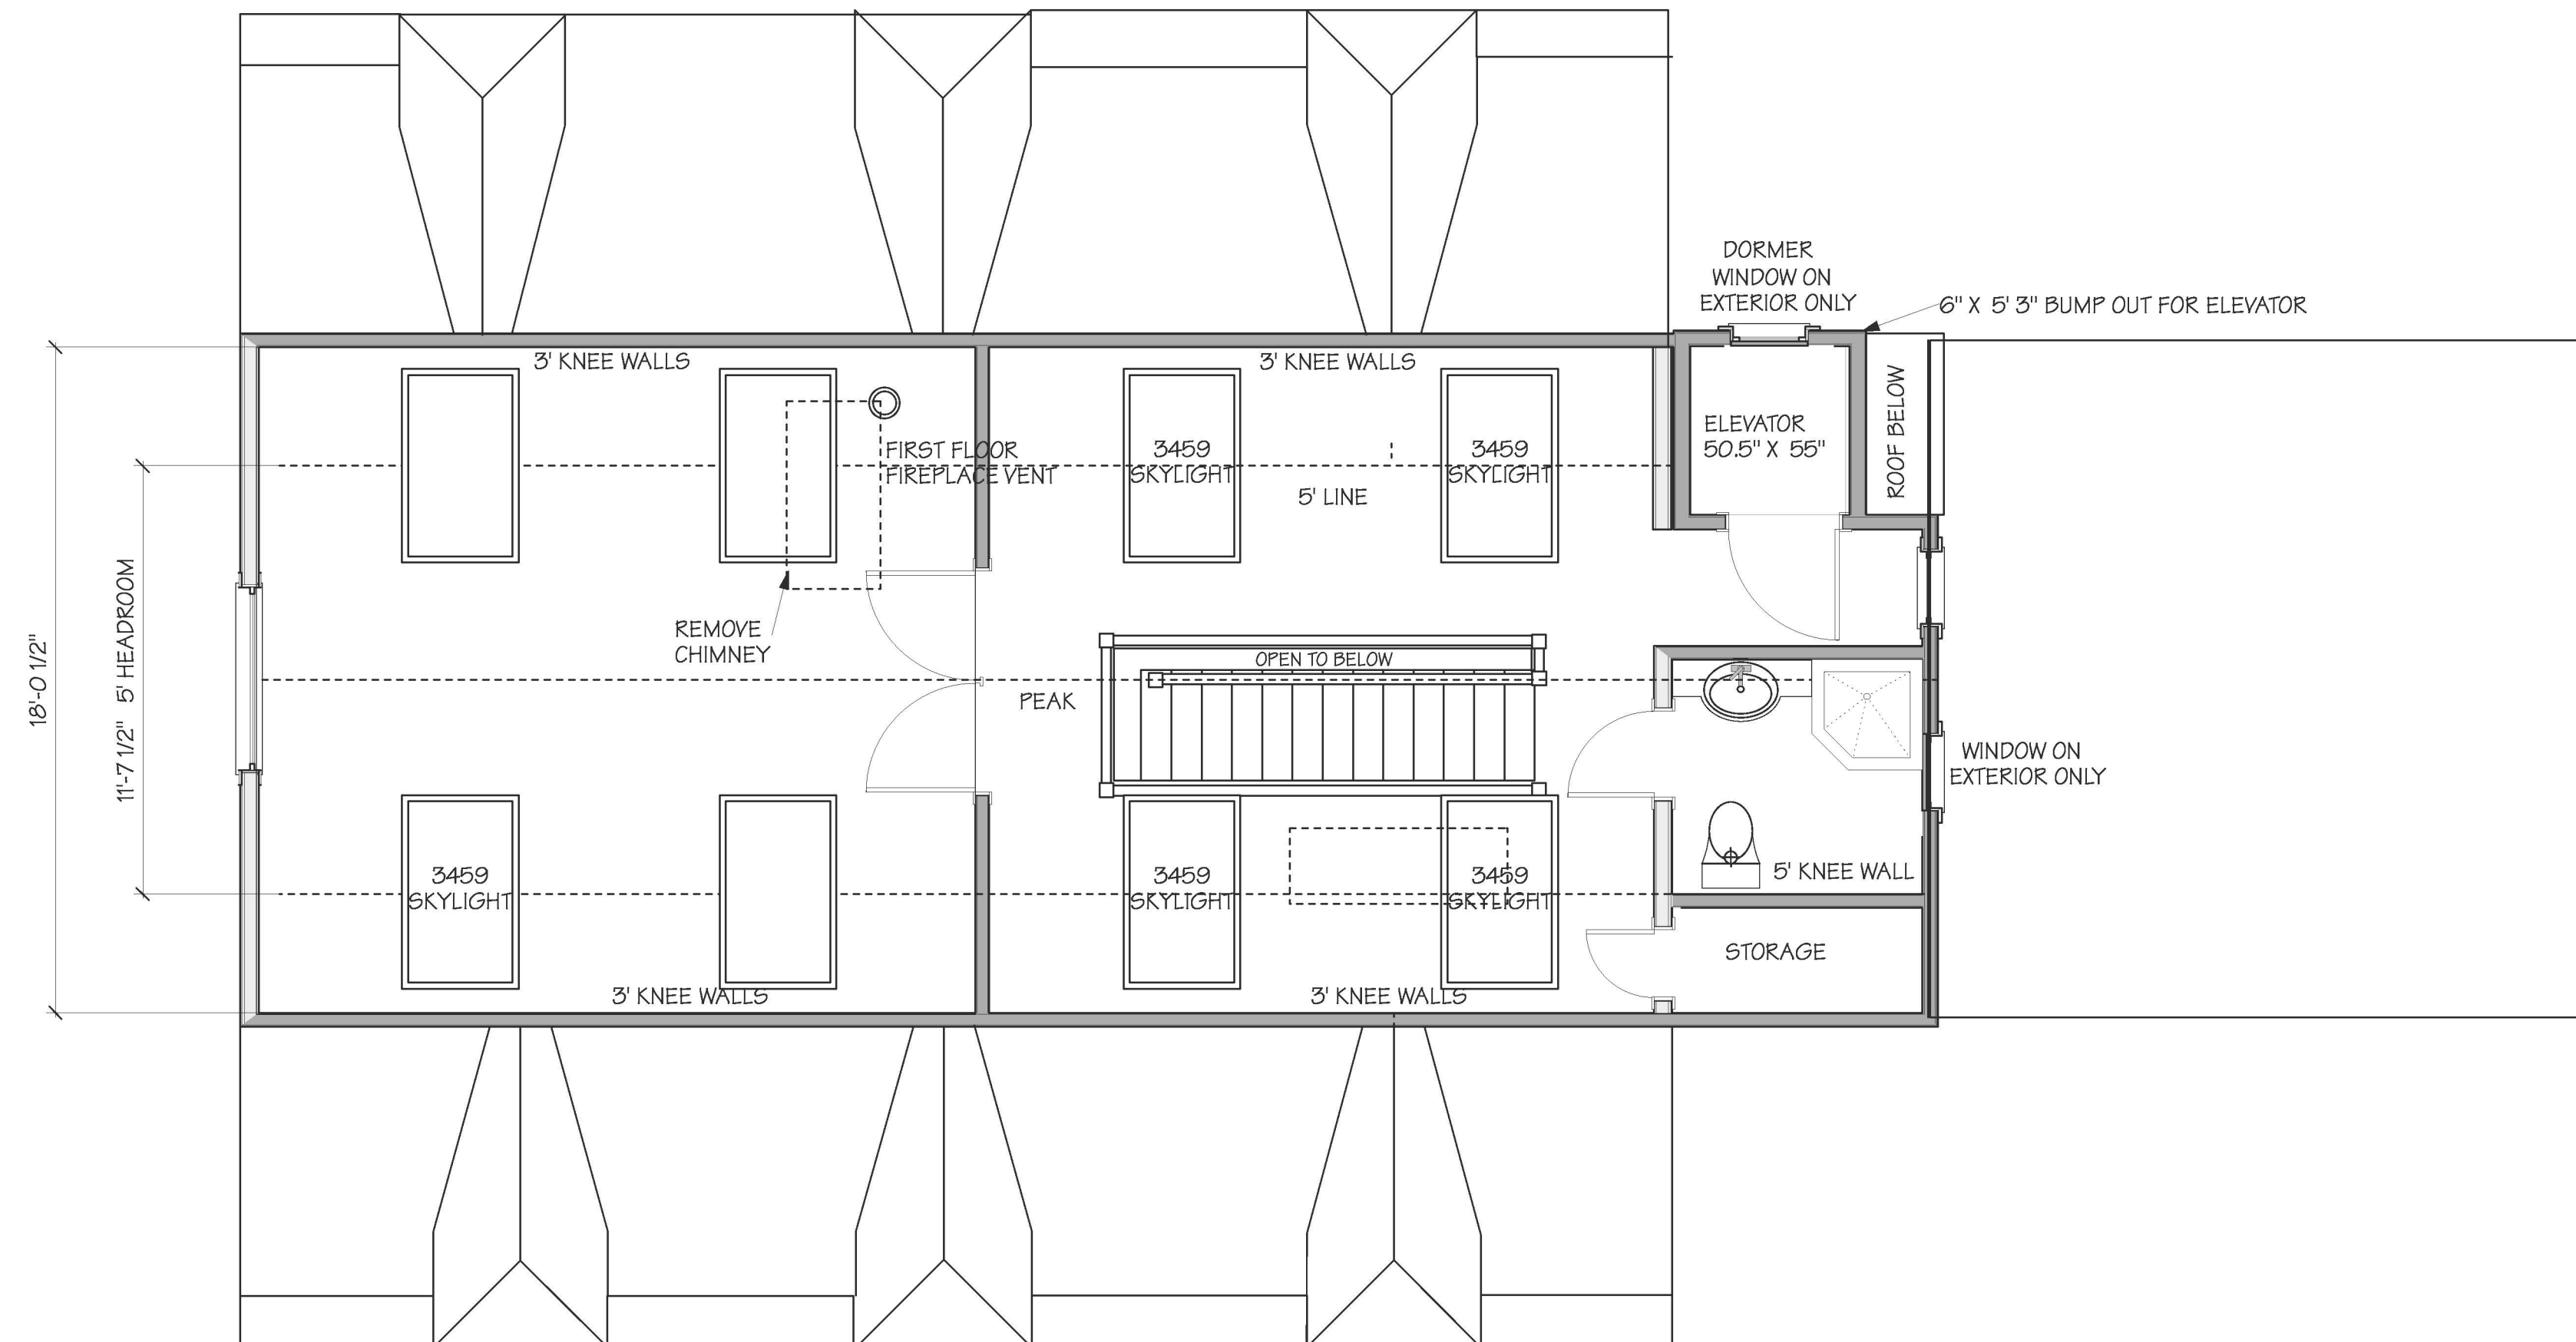 DORMER
WINDOW ON
EXTERIOR ONLY
6" X 5' 3" BUMP OUT FOR ELEVATOR
3' KNEE WALLS
3' KNEE WALLS
ELEVATOR
50.5" X 55"
ROOF BELOW
FIRST FLOOR
FIREPLACE VENT
3459
SKYLIGHT
3459
SKYLIGHT
5' LINE
18'-0 1/2"
11'-7 1/2" 5' HEADROOM
REMOVE
CHIMNEY
OPEN TO BELOW
PEAK
WINDOW ON
EXTERIOR ONLY
3459
SKYLIGHT
3459
SKYLIGHT
3459
SKYLIGHT
5' KNEE WALL
STORAGE
3' KNEE WALLS
3' KNEE WALLS